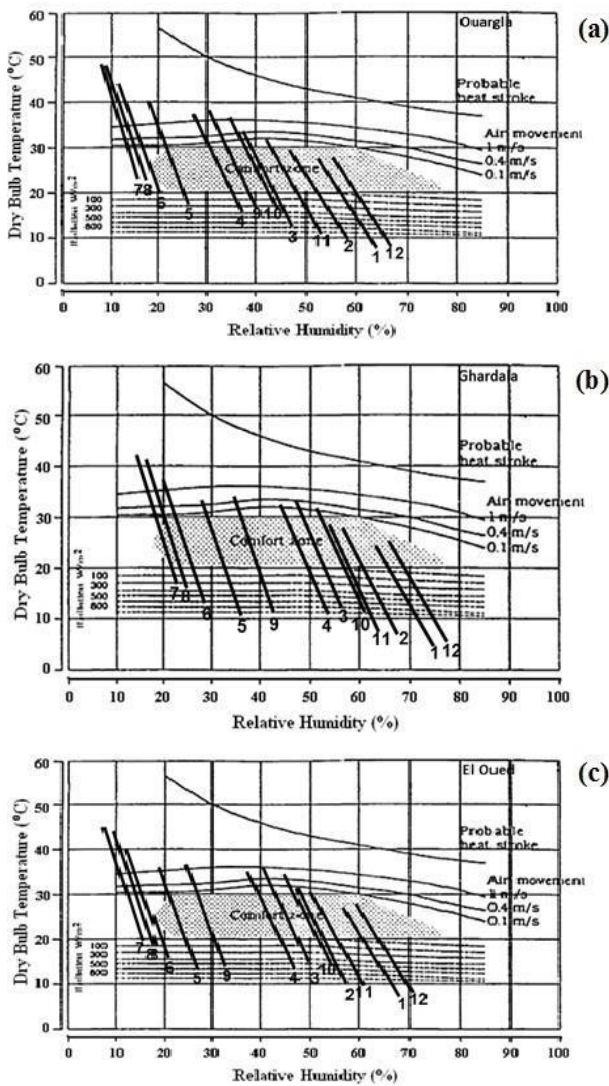 Ouargla
(a)
Dry Bulb Temperature (°C)
60
50
40
30
20
10
0
Probable
heat stroke
Air movement
1 m/s
0.4 m/s
0.1 m/s
Comfort zone
100
300
500
800
7 8 6 5 4 9 10 3 11 2 1 12
0 10 20 30 40 50 60 70 80 90 100
Relative Humidity (%)
Ghardaia
(b)
Dry Bulb Temperature (°C)
60
50
40
30
20
10
0
Probable
heat stroke
Air movement
1 m/s
0.4 m/s
0.1 m/s
Comfort zone
100
300
500
800
7 8 6 5 9 4 3 10 11 2 1 12
0 10 20 30 40 50 60 70 80 90 100
Relative Humidity (%)
El Oued
(c)
Dry Bulb Temperature (°C)
60
50
40
30
20
10
0
Probable
heat stroke
Air movement
1 m/s
0.4 m/s
0.1 m/s
Comfort zone
100
300
500
800
7 8 6 5 9 4 3 10 2 11 1 12
0 10 20 30 40 50 60 70 80 90 100
Relative Humidity (%)